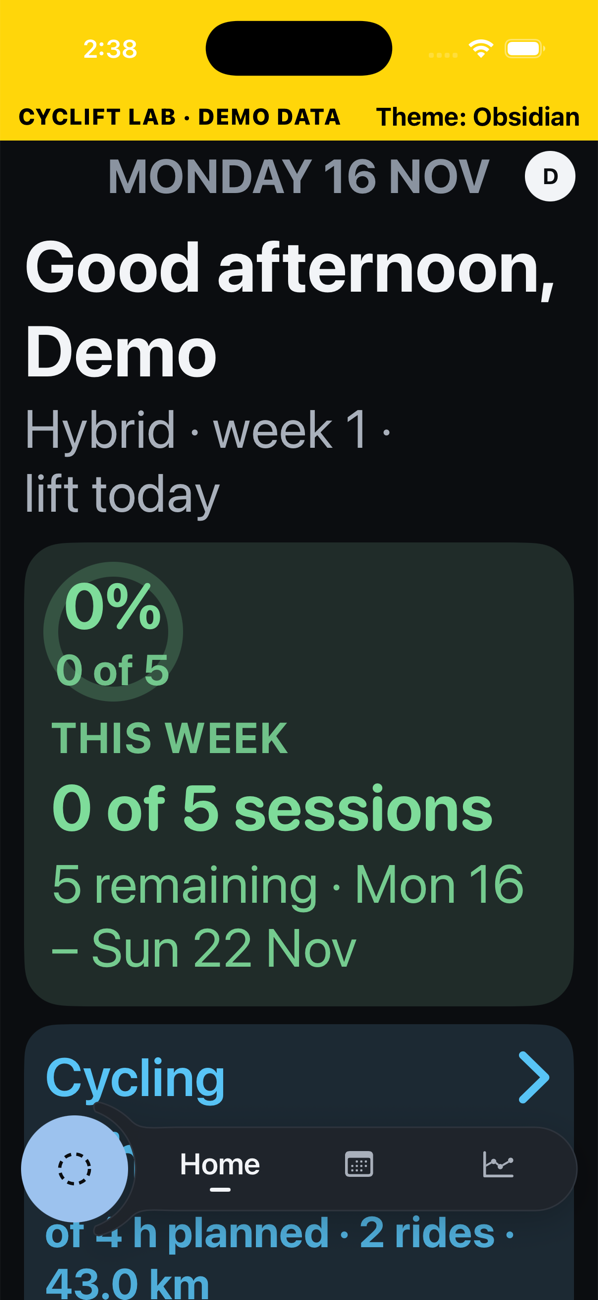 2:38
CYCLIFT LAB · DEMO DATA
Theme: Obsidian
MONDAY 16 NOV
D
Good afternoon,
Demo
Hybrid · week 1 ·
lift today
0%
0 of 5
THIS WEEK
0 of 5 sessions
5 remaining · Mon 16
– Sun 22 Nov
Cycling
Home
of 4 h planned · 2 rides ·
43.0 km